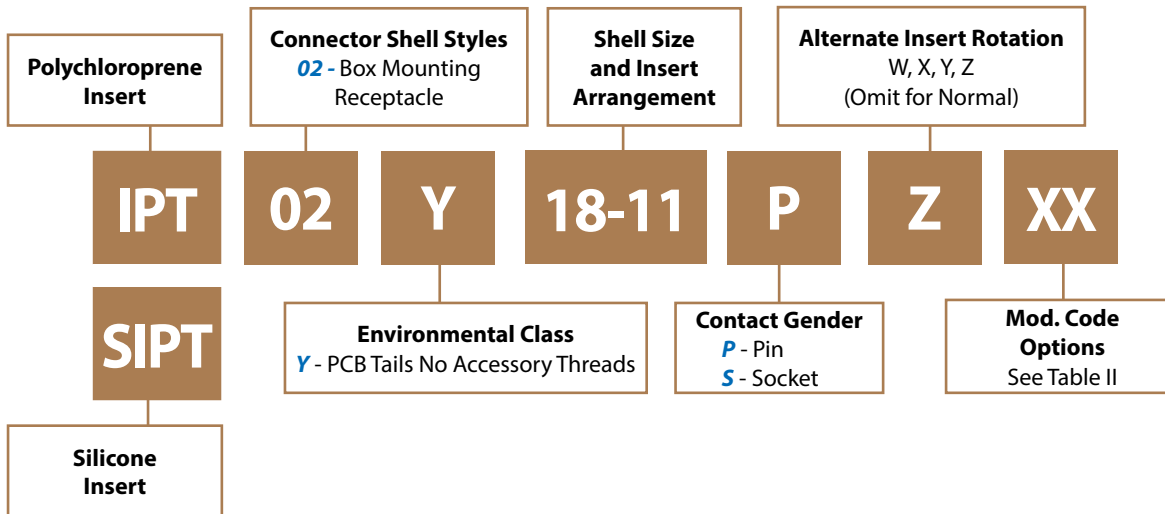 Polychloroprene
Insert
Connector Shell Styles
02 - Box Mounting
Receptacle
Shell Size
and Insert
Arrangement
Alternate Insert Rotation
W, X, Y, Z
(Omit for Normal)
IPT
02
Y
18-11
P
Z
XX
SIPT
Environmental Class
Y - PCB Tails No Accessory Threads
Contact Gender
P - Pin
S - Socket
Mod. Code
Options
See Table II
Silicone
Insert